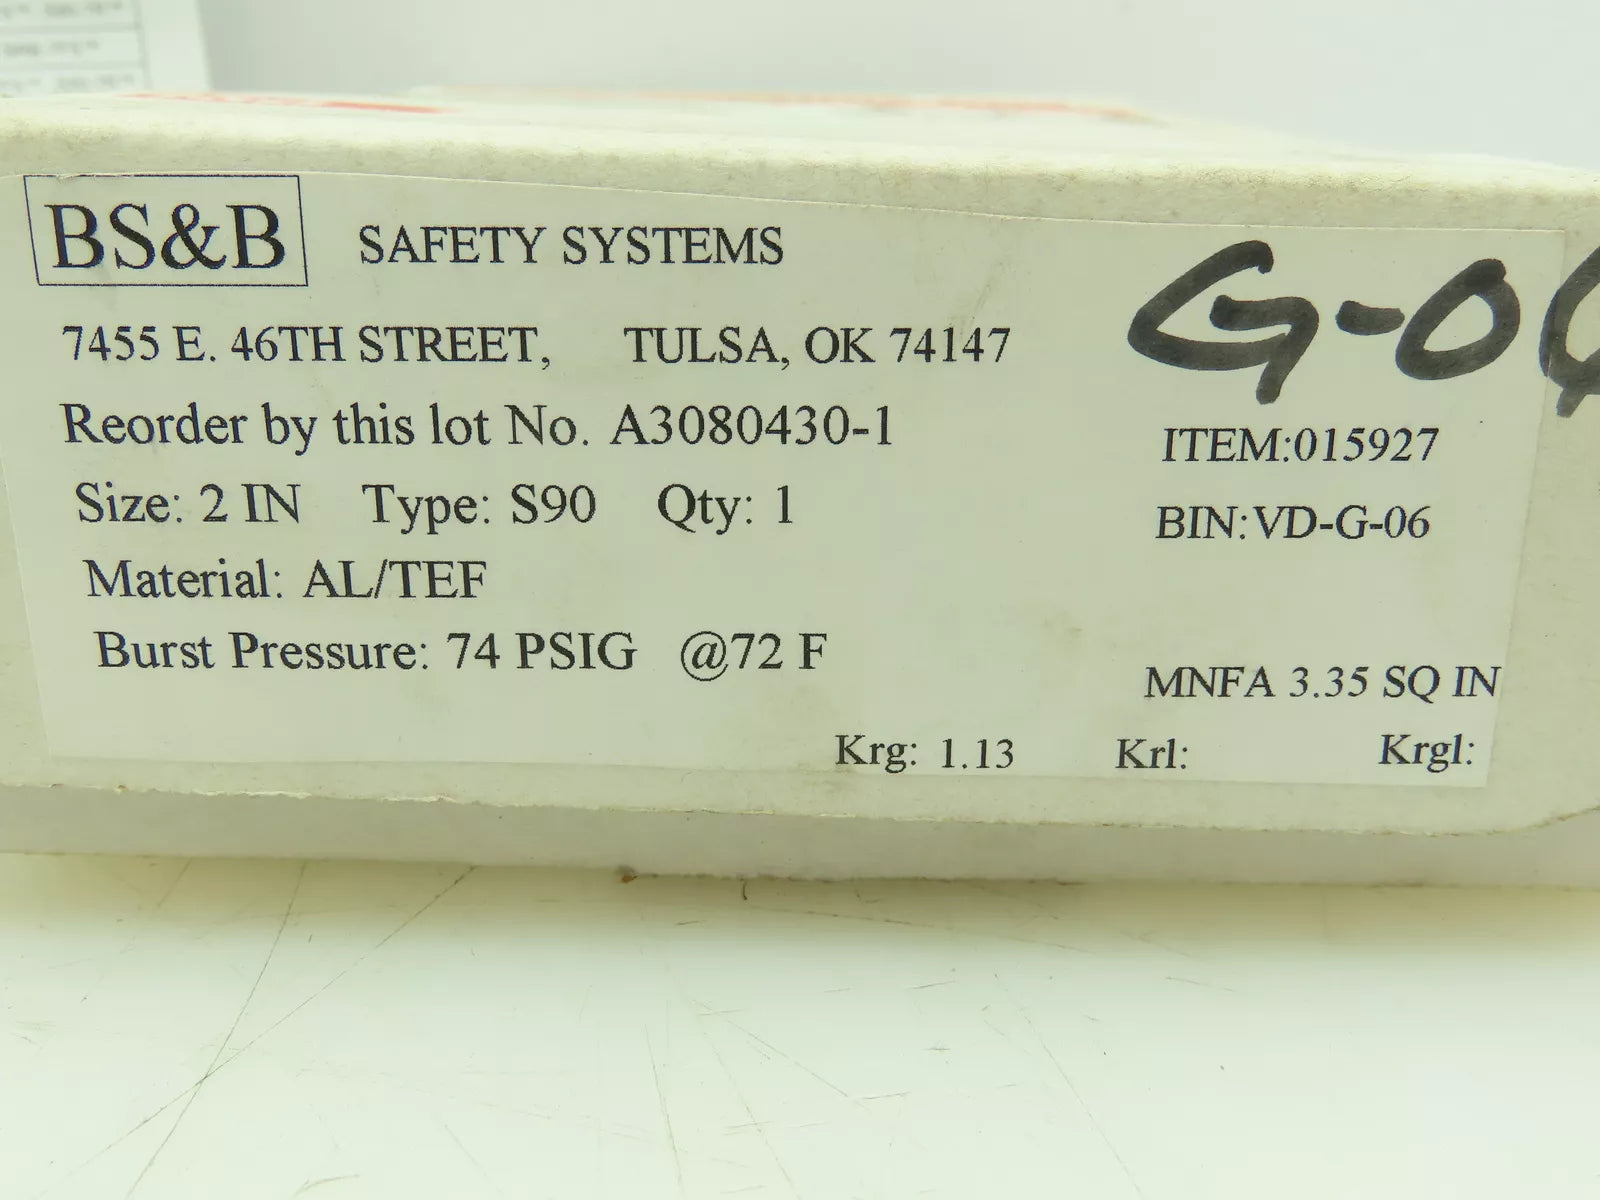 BS&B SAFETY SYSTEMS
7455 E. 46TH STREET, TULSA, OK 74147
G-0
Reorder by this lot No. A3080430-1
ITEM:015927
Size: 2 IN Type: S90 Qty: 1
BIN:VD-G-06
Material: AL/TEF
Burst Pressure: 74 PSIG @72 F
MNFA 3.35 SQ IN
Krg: 1.13 Krl: Krgl: